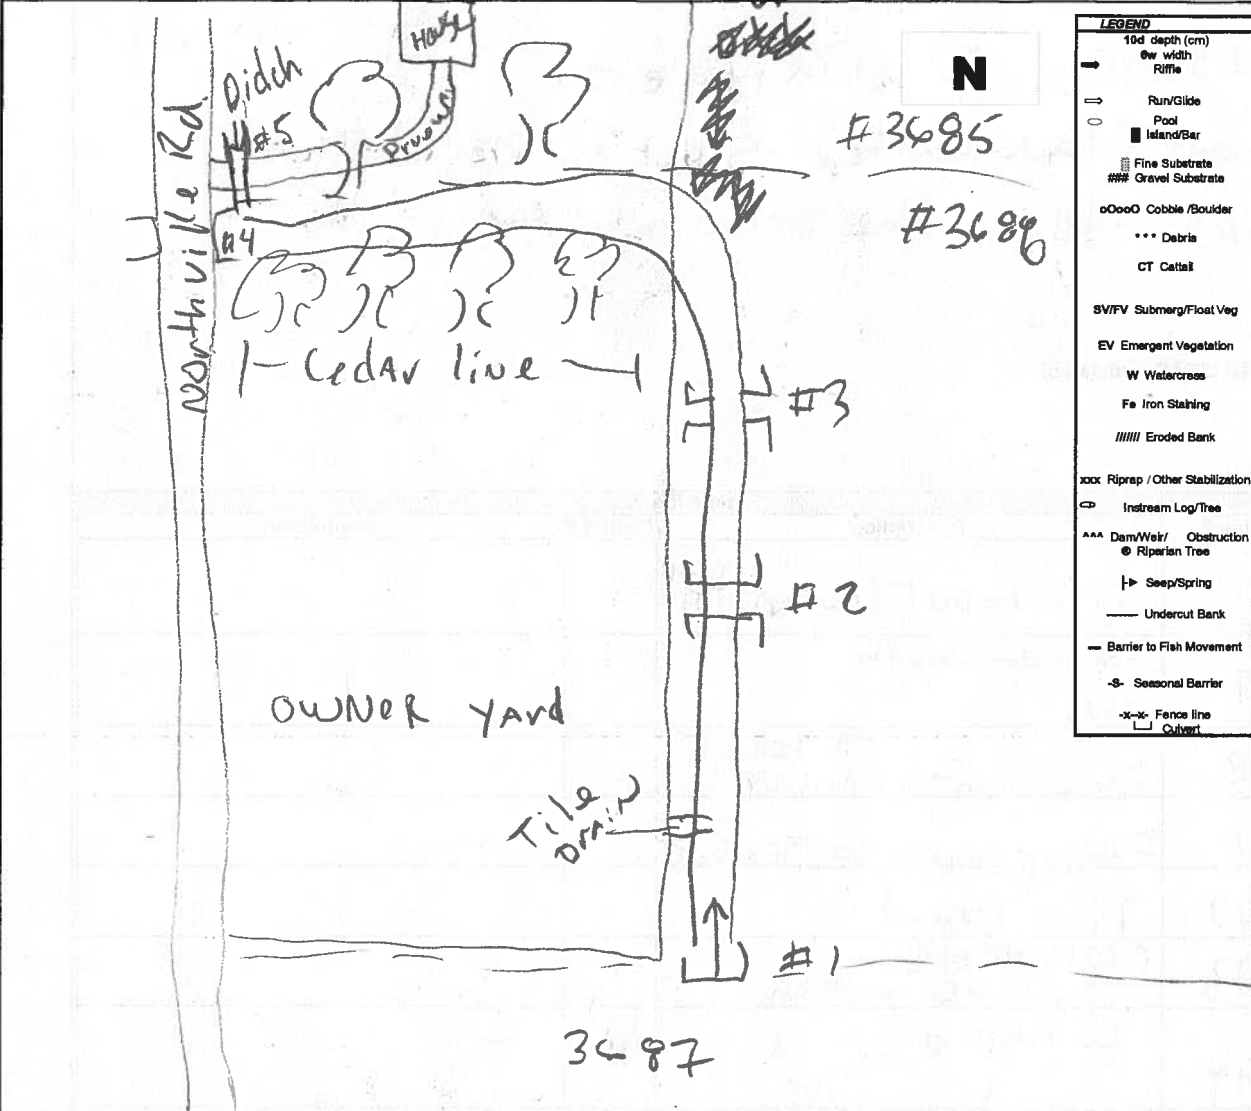 House
N
Didch
#5
Northville Rd.
#3685
#4
Cedar line
#3
#2
OWNER YArd
Tile
Drain
#1
3687
LEGEND
10d depth (cm)
6w width
Riffle
Run/Glide
Pool
Island/Bar
Fine Substrate
### Gravel Substrate
oOooO Cobble /Boulder
••• Debris
CT Cattail
SV/FV Submerg/Float Veg
EV Emergent Vegetation
W Watercress
Fe Iron Staining
/////// Eroded Bank
xxx Riprap / Other Stabilization
Instream Log/Tree
^^^ Dam/Weir/ Obstruction
Riparian Tree
Seep/Spring
Undercut Bank
Barrier to Fish Movement
-S- Seasonal Barrier
-x-x- Fence line
Culvert